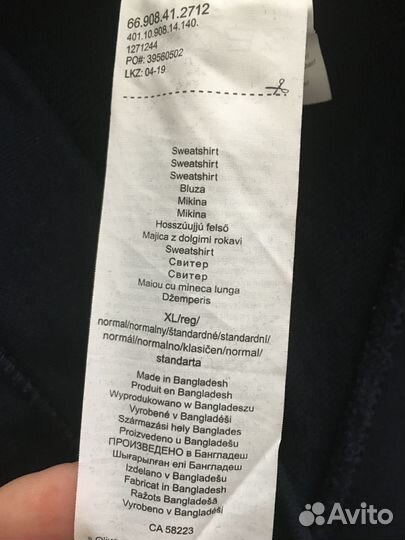 66.908.41.2712
401.10.908.14.140.
1271244
PO#: 39560502
LKZ: 04-19
Sweatshirt
Sweatshirt
Sweatshirt
Bluza
Mikina
Mikina
Hosszúujjú felső
Majica z dolgimi rokavi
Sweatshirt
Свитер
Свитер
Maiou cu mineca lunga
Džemperis
XL/reg/
normal/normalny/štandardné/standardní/
normál/normalno/klasičen/normal/
standarta
Made in Bangladesh
Produit en Bangladesh
Wyprodukowano w Bangladeszu
Vyrobené v Bangladéši
Származási hely Banglades
Proizvedeno u Bangladešu
ПРОИЗВЕДЕНО в Бангладеш
Шығарылған елі Бангладеш
Izdelano v Bangladešu
Fabricat in Bangladesh
Ražots Bangladešā
Vyrobeno v Bangladéši
CA 58223
Avito